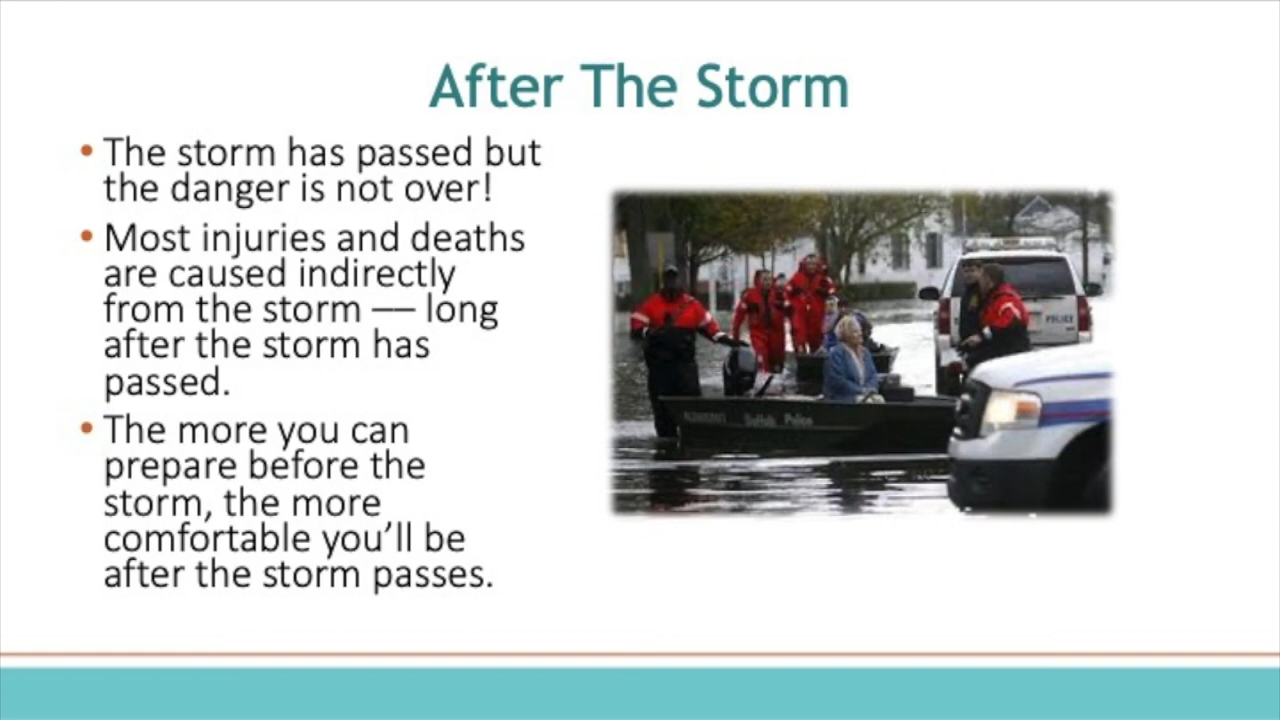 After The Storm
• The storm has passed but
the danger is not over!
• Most injuries and deaths
are caused indirectly
from the storm –– long
after the storm has
passed.
• The more you can
prepare before the
storm, the more
comfortable you’ll be
after the storm passes.
POLICE
Suffolk Police